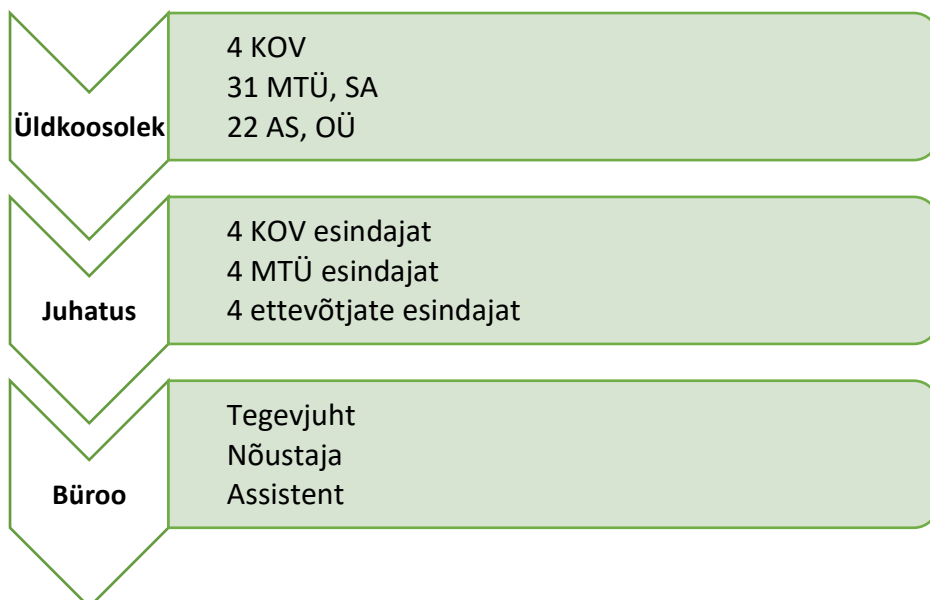 Üldkoosolek
4 KOV
31 MTÜ, SA
22 AS, OÜ
Juhatus
4 KOV esindajat
4 MTÜ esindajat
4 ettevõtjate esindajat
Büroo
Tegevjuht
Nõustaja
Assistent